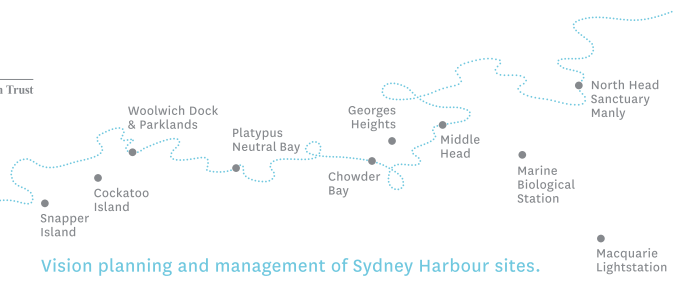 Trust
North Head
Sanctuary
Manly
Woolwich Dock
& Parklands
Georges
Heights
Platypus
Neutral Bay
Middle
Head
Marine
Biological
Station
Chowder
Bay
Cockatoo
Island
Snapper
Island
Macquarie
Lightstation
Vision planning and management of Sydney Harbour sites.